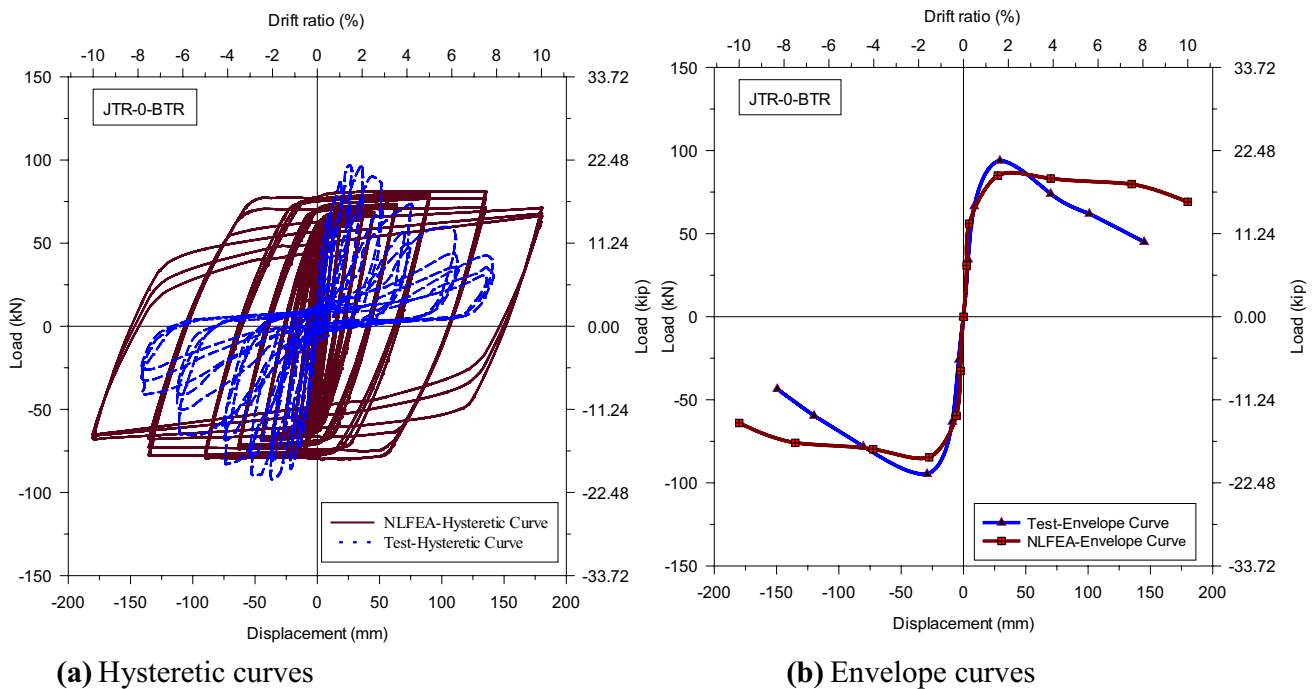 Drift ratio (%)
-10 -8 -6 -4 -2 0 2 4 6 8 10
150
100
50
0
-50
-100
-150
Load (kN)
JTR-0-BTR
33.72
22.48
11.24
0.00
-11.24
-22.48
-33.72
Load (kip)
NLFEA-Hysteretic Curve
Test-Hysteretic Curve
-200 -150 -100 -50 0 50 100 150 200
Displacement (mm)
(a) Hysteretic curves
Drift ratio (%)
-10 -8 -6 -4 -2 0 2 4 6 8 10
150
100
50
0
-50
-100
-150
Load (kN)
JTR-0-BTR
33.72
22.48
11.24
0.00
-11.24
-22.48
-33.72
Load (kip)
Test-Envelope Curve
NLFEA-Envelope Curve
-200 -150 -100 -50 0 50 100 150 200
Displacement (mm)
(b) Envelope curves